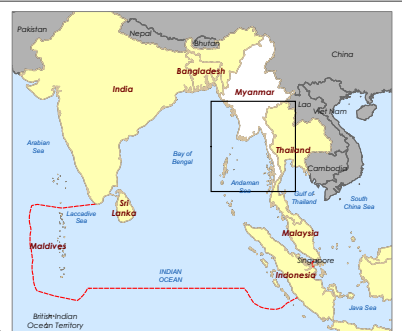 Pakistan
Nepal
Bhutan
China
Bangladesh
India
Myanmar
Lao
Viet Nam
Arabian
Sea
Bay of
Bengal
Thailand
Cambodia
Andaman
Sea
Gulf of
Thailand
South
China Sea
Sri
Lanka
Laccadive
Sea
Maldives
Malaysia
Singapore
INDIAN
OCEAN
Indonesia
Java Sea
British Indian
Ocean Territory